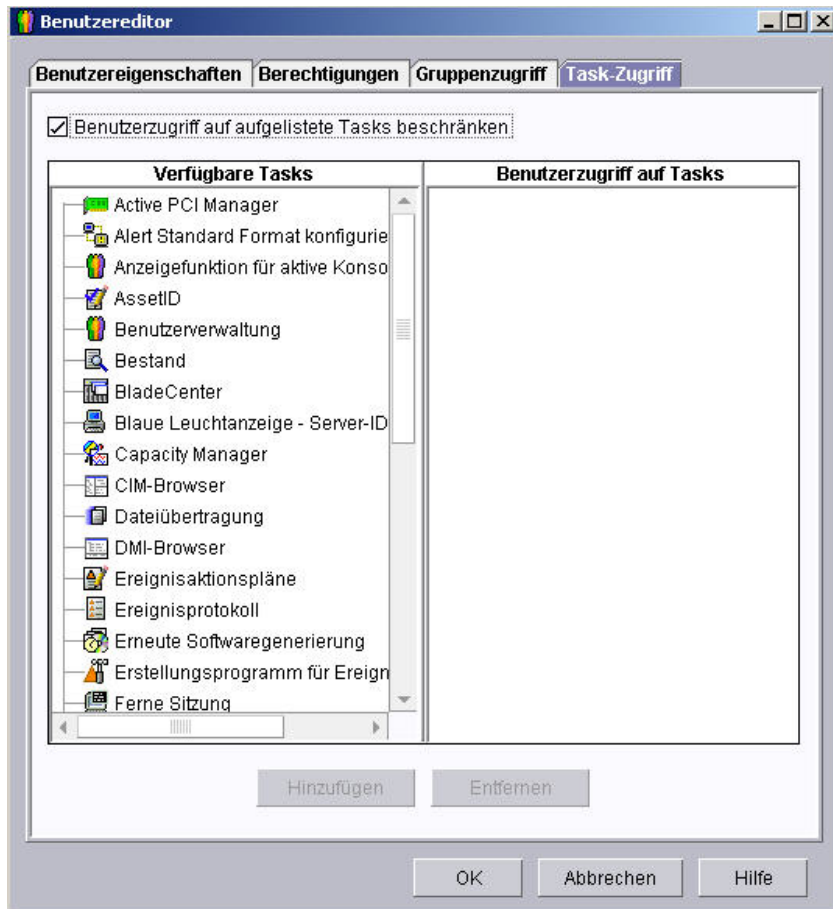 Benutzereditor
Benutzereigenschaften Berechtigungen Gruppenzugriff Task-Zugriff
Benutzerzugriff auf aufgelistete Tasks beschränken
Verfügbare Tasks Benutzerzugriff auf Tasks
Active PCI Manager
Alert Standard Format konfigurie
Anzeigefunktion für aktive Konso
AssetID
Benutzerverwaltung
Bestand
BladeCenter
Blaue Leuchtanzeige - Server-ID
Capacity Manager
CIM-Browser
Dateiübertragung
DMI-Browser
Ereignisaktionspläne
Ereignisprotokoll
Erneute Softwaregenerierung
Erstellungsprogramm für Ereign
Ferne Sitzung
Hinzufügen Entfernen
OK Abbrechen Hilfe